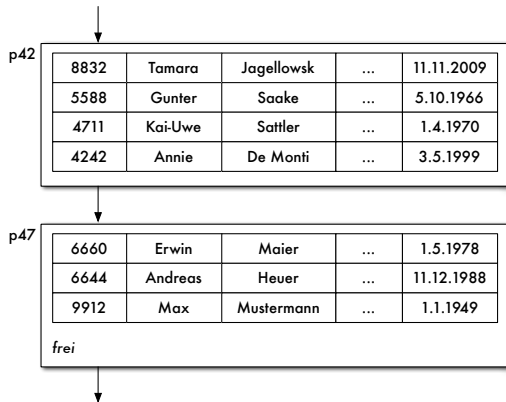 p42
8832 Tamara Jagellowsk ... 11.11.2009
5588 Gunter Saake ... 5.10.1966
4711 Kai-Uwe Sattler ... 1.4.1970
4242 Annie De Monti ... 3.5.1999
p47
6660 Erwin Maier ... 1.5.1978
6644 Andreas Heuer ... 11.12.1988
9912 Max Mustermann ... 1.1.1949
frei